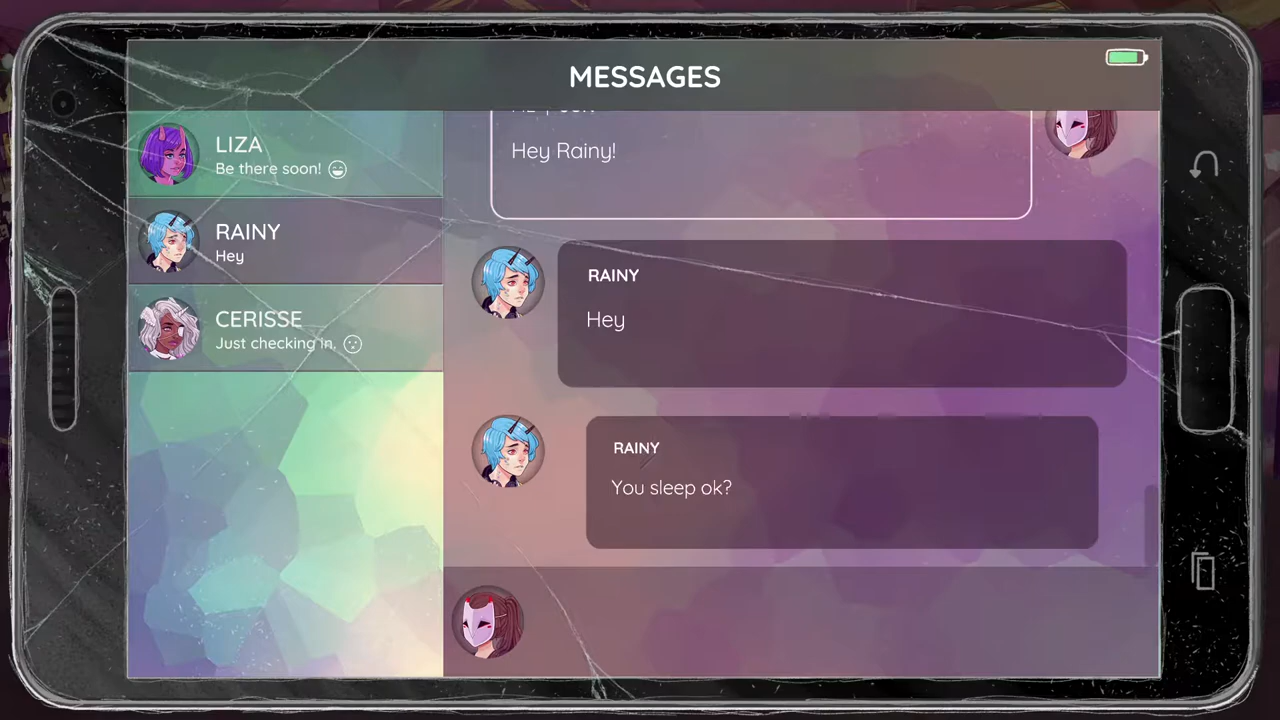 MESSAGES
LIZA
Be there soon!
RAINY
Hey
CERISSE
Just checking in.
Hey Rainy!
RAINY
Hey
RAINY
You sleep ok?